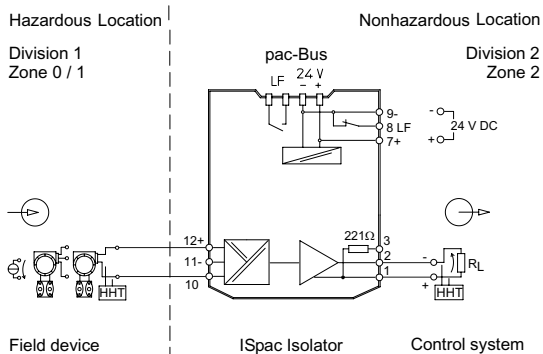 Hazardous Location
Nonhazardous Location
Division 1
Zone 0 / 1
pac-Bus
Division 2
Zone 2
LF
24 V
- +
9-
8 LF
7+
- 
24 V DC
+
12+
11-
10
221Ω
3
2
1
-
+
RL
HHT
HHT
Field device
ISpac Isolator
Control system